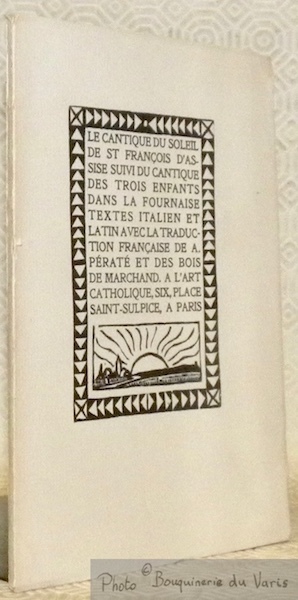 LE CANTIQUE DU SOLEIL
DE ST FRANÇOIS D'AS-
SISE SUIVI DU CANTIQUE
DES TROIS ENFANTS
DANS LA FOURNAISE
TEXTES ITALIEN ET
LATIN AVEC LA TRADUC-
TION FRANÇAISE DE A.
PÉRATÉ ET DES BOIS
DE MARCHAND. A L'ART
CATHOLIQUE, SIX, PLACE
SAINT-SULPICE, A PARIS
Photo © Bouquinerie du Varis